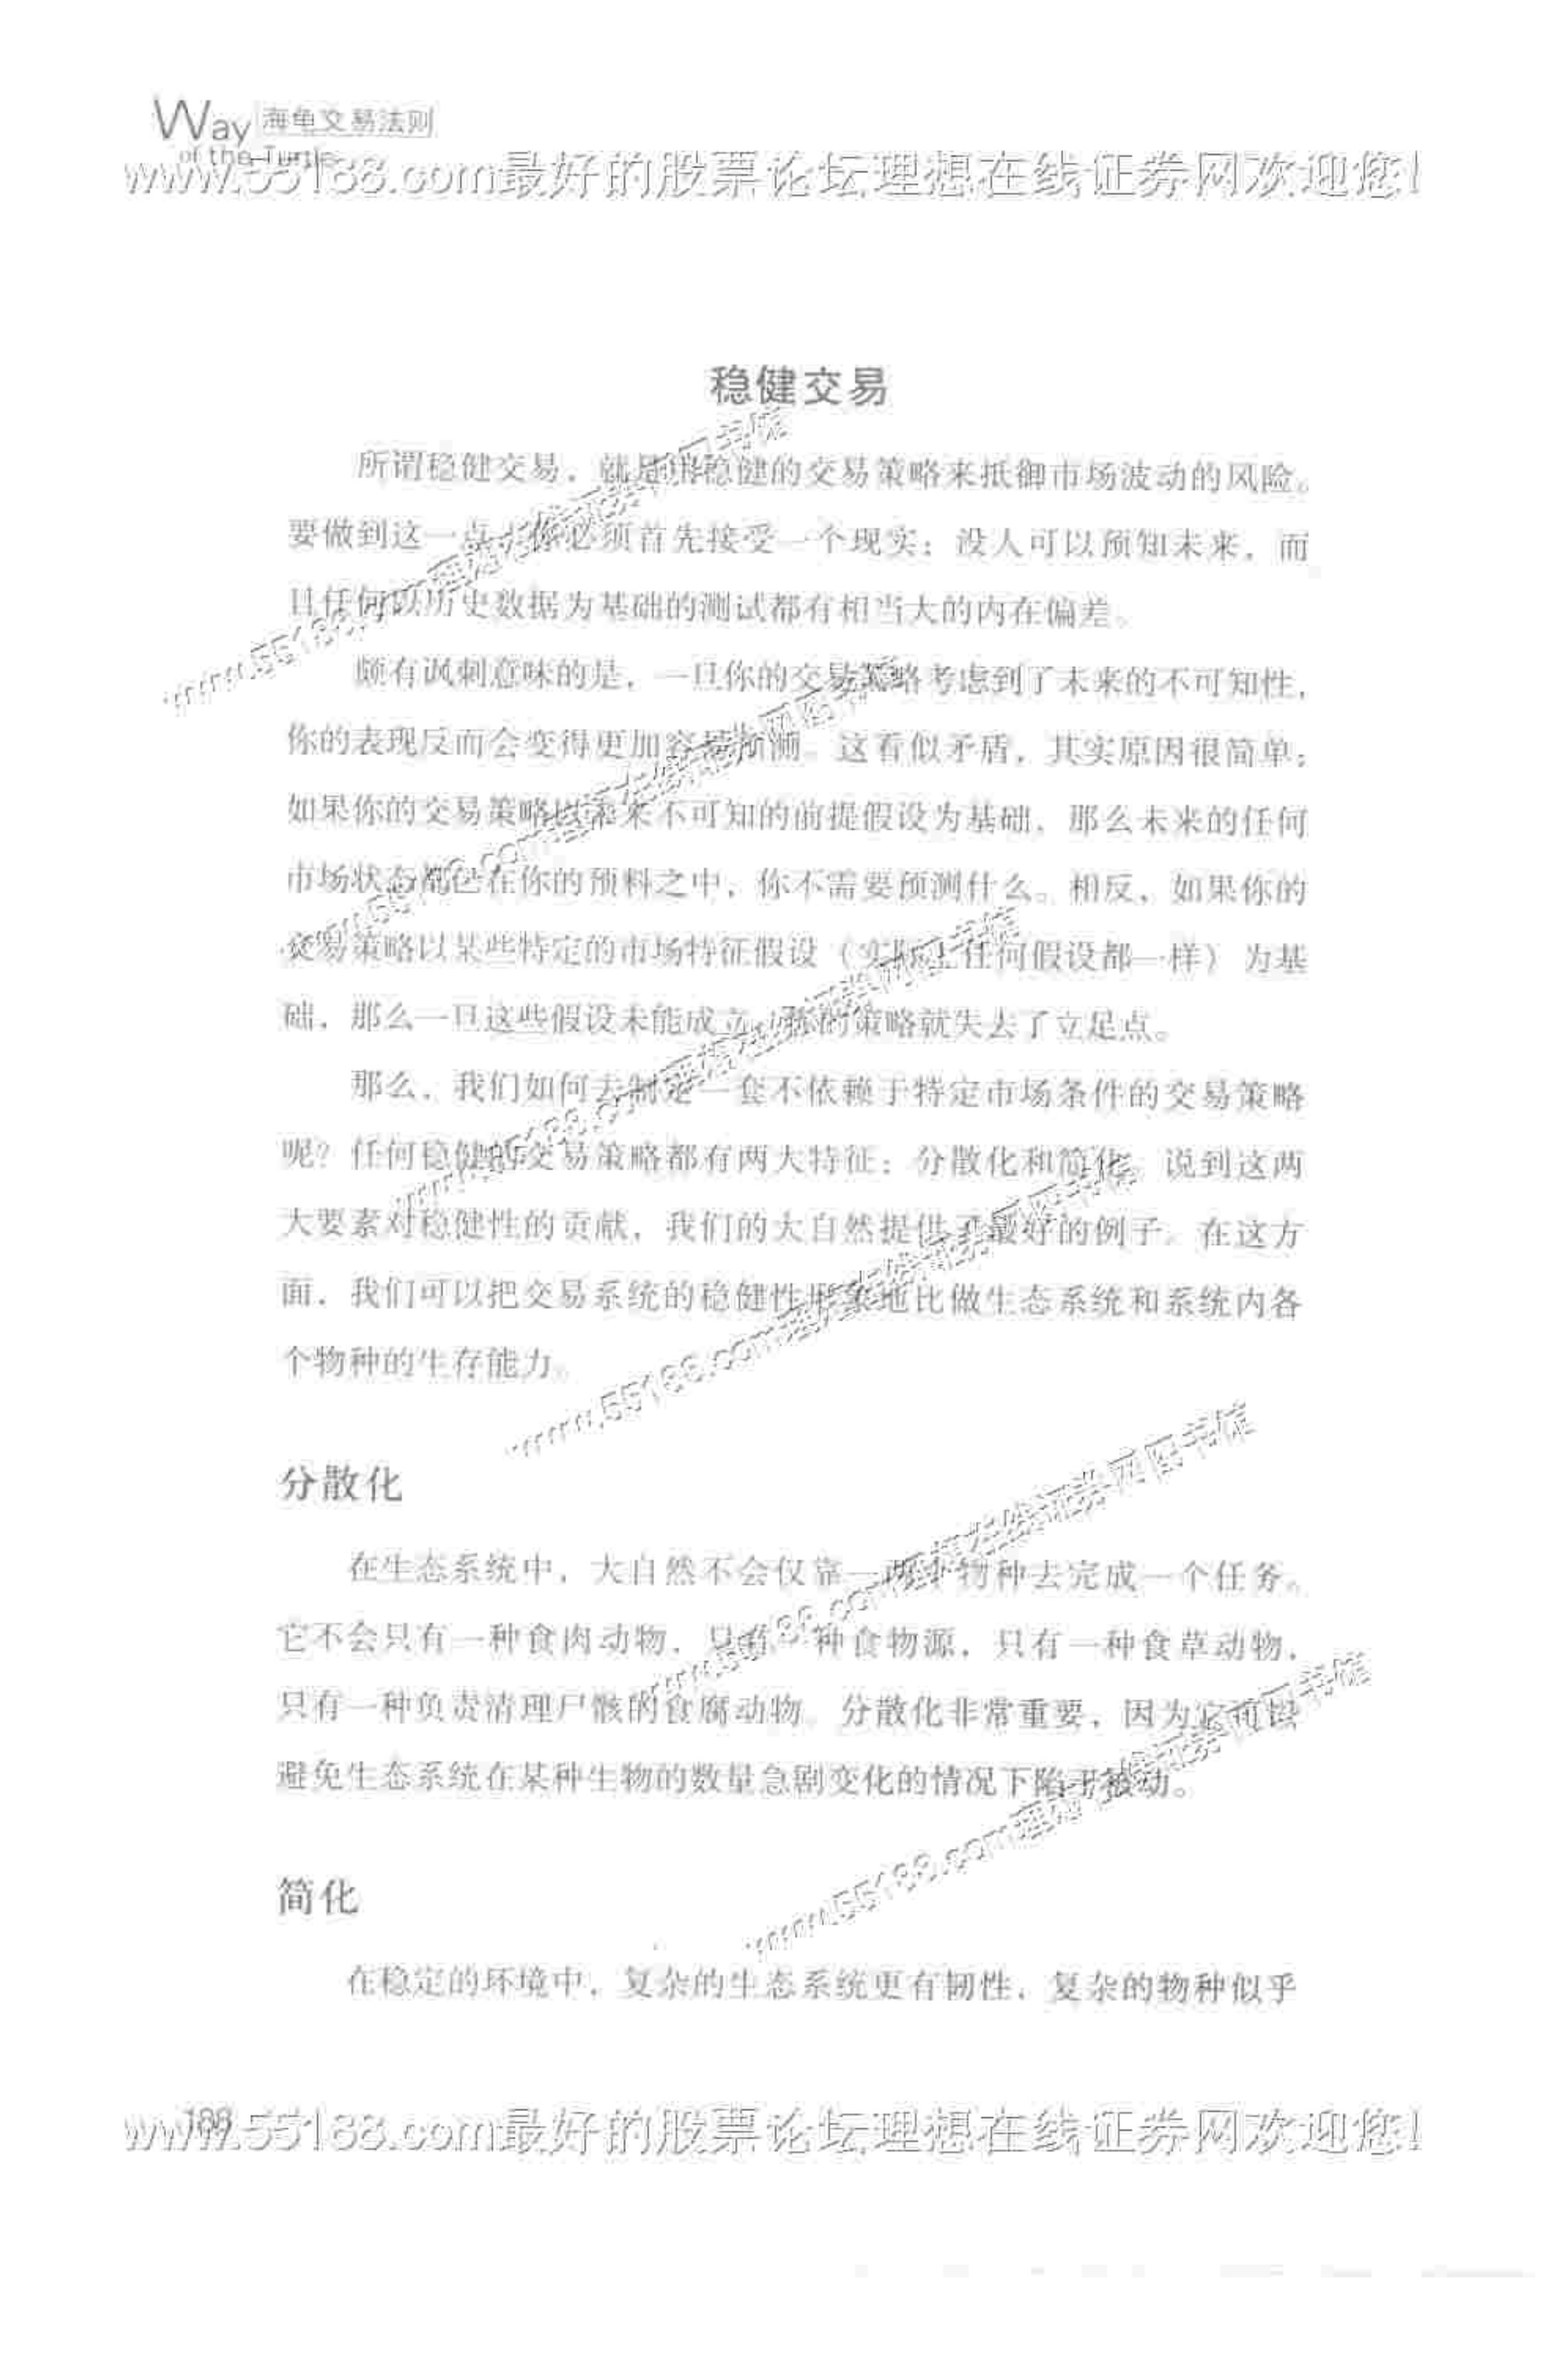 Way 海龟交易法则
of the Turtle
www.55188.com最好的股票论坛理想在线证券网欢迎您!
稳健交易
所谓稳健交易，就是用稳健的交易策略来抵御市场波动的风险。
要做到这一点，你必须首先接受一个现实：没人可以预知未来，而
且任何以历史数据为基础的测试都有相当大的内在偏差。
颇有讽刺意味的是，一旦你的交易策略考虑到了未来的不可知性，
你的表现反而会变得更加容易预测。这看似矛盾，其实原因很简单：
如果你的交易策略以未来不可知的前提假设为基础，那么未来的任何
市场状态都已在你的预料之中，你不需要预测什么。相反，如果你的
交易策略以某些特定的市场特征假设（实际上任何假设都一样）为基
础，那么一旦这些假设未能成立，你的策略就失去了立足点。
那么，我们如何去制定一套不依赖于特定市场条件的交易策略
呢？任何稳健的交易策略都有两大特征：分散化和简化。说到这两
大要素对稳健性的贡献，我们的大自然提供了最好的例子。在这方
面，我们可以把交易系统的稳健性形象地比做生态系统和系统内各
个物种的生存能力。
www.55188.com理想在线证券网图书馆
分散化
在生态系统中，大自然不会仅靠一两个物种去完成一个任务。
它不会只有一种食肉动物，只有一种食物源，只有一种食草动物，
只有一种负责清理尸骸的食腐动物。分散化非常重要，因为它可以
避免生态系统在某种生物的数量急剧变化的情况下陷于被动。
简化
在稳定的环境中，复杂的生态系统更有韧性，复杂的物种似乎
188
www.55188.com最好的股票论坛理想在线证券网欢迎您!